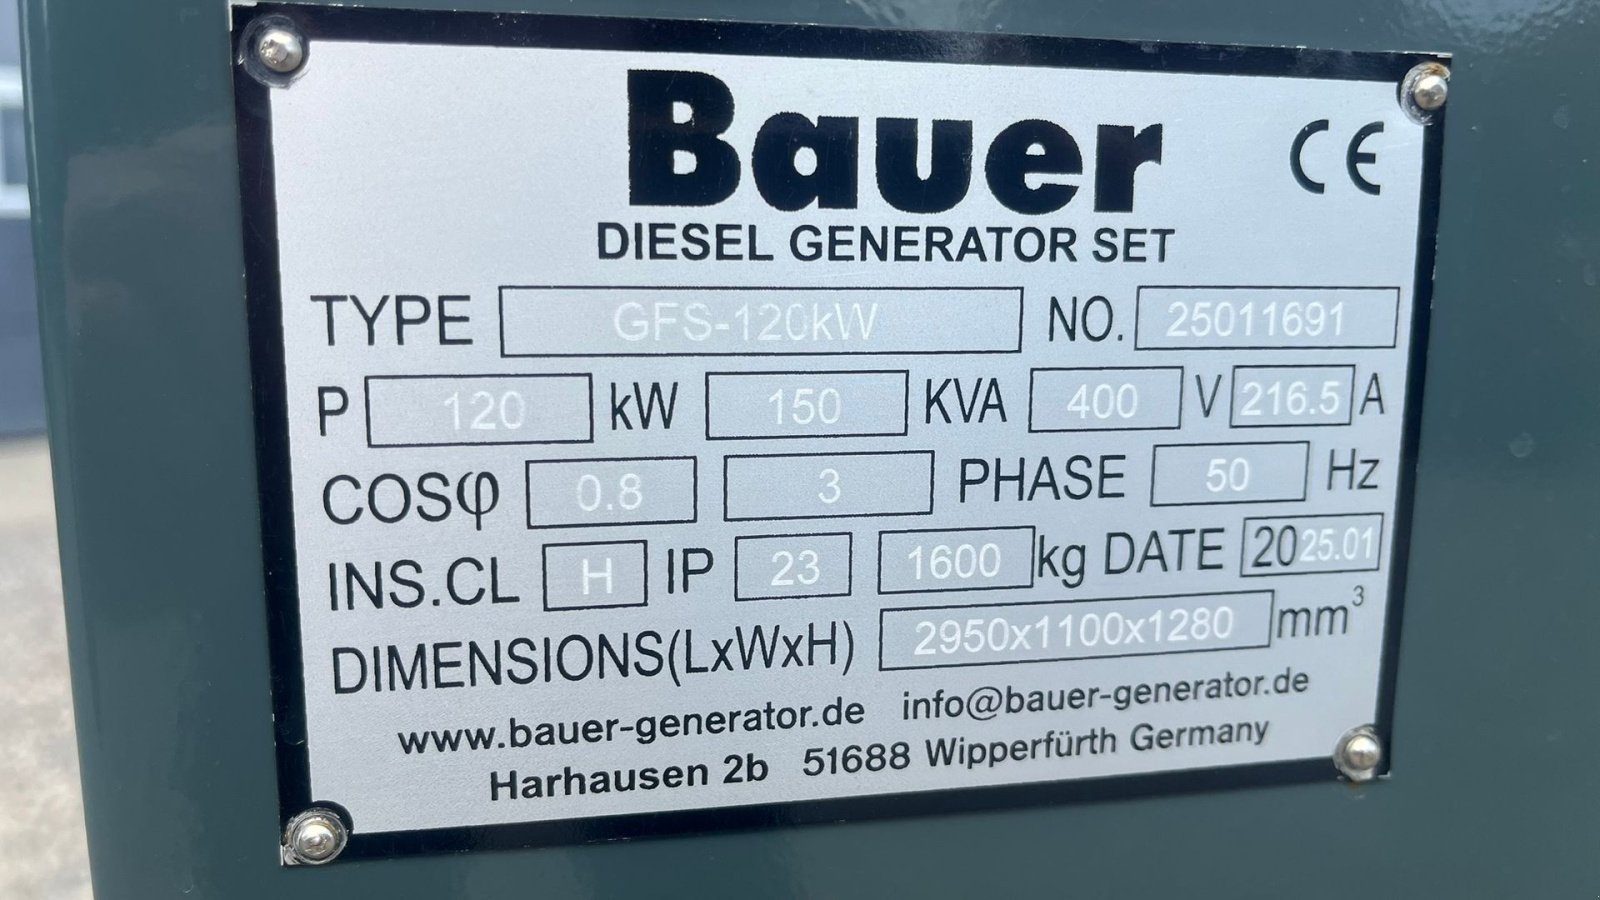 Bauer CE
DIESEL GENERATOR SET
TYPE GFS-120kW NO. 25011691
P 120 kW 150 KVA 400 V 216.5 A
COSφ 0.8 3 PHASE 50 Hz
INS.CL H IP 23 1600 kg DATE 2025.01
DIMENSIONS(LxWxH) 2950x1100x1280 mm³
www.bauer-generator.de info@bauer-generator.de
Harhausen 2b 51688 Wipperfürth Germany